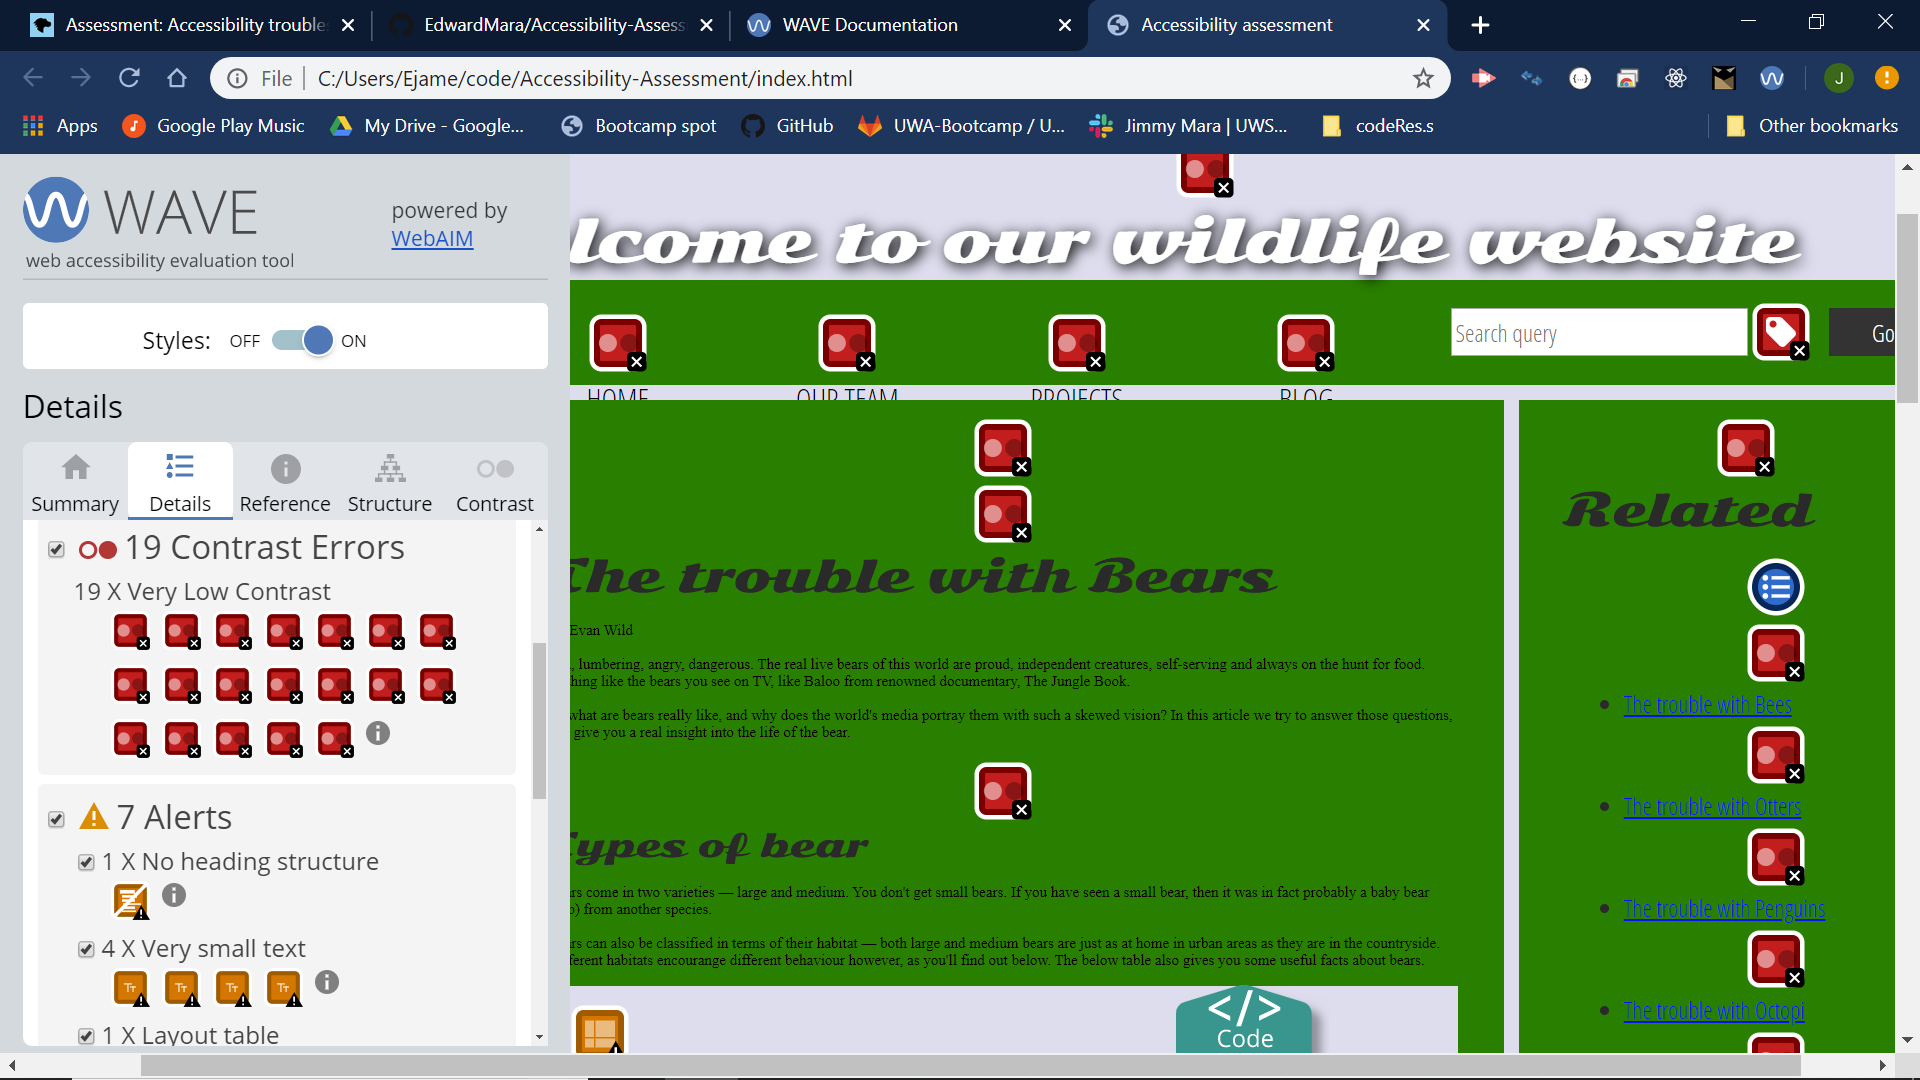 Assessment: Accessibility trouble
EdwardMara/Accessibility-Assess
WAVE Documentation
Accessibility assessment
File
C:/Users/Ejame/code/Accessibility-Assessment/index.html
J
Apps
Google Play Music
My Drive - Google...
Bootcamp spot
GitHub
UWA-Bootcamp / U...
Jimmy Mara | UWS...
codeRes.s
Other bookmarks
WAVE
powered by
WebAIM
web accessibility evaluation tool
Styles: OFF ON
Details
Summary
Details
Reference
Structure
Contrast
19 Contrast Errors
19 X Very Low Contrast
7 Alerts
1 X No heading structure
4 X Very small text
1 X Layout table
lcome to our wildlife website
HOME
OUR TEAM
PROJECTS
BLOG
Search query
Go
The trouble with Bears
Evan Wild
, lumbering, angry, dangerous. The real live bears of this world are proud, independent creatures, self-serving and always on the hunt for food.
hing like the bears you see on TV, like Baloo from renowned documentary, The Jungle Book.
what are bears really like, and why does the world's media portray them with such a skewed vision? In this article we try to answer those questions,
give you a real insight into the life of the bear.
Types of bear
rs come in two varieties — large and medium. You don't get small bears. If you have seen a small bear, then it was in fact probably a baby bear
) from another species.
rs can also be classified in terms of their habitat — both large and medium bears are just as at home in urban areas as they are in the countryside.
ferent habitats encourange different behaviour however, as you'll find out below. The below table also gives you some useful facts about bears.
</>
Code
Related
The trouble with Bees
The trouble with Otters
The trouble with Penguins
The trouble with Octopi